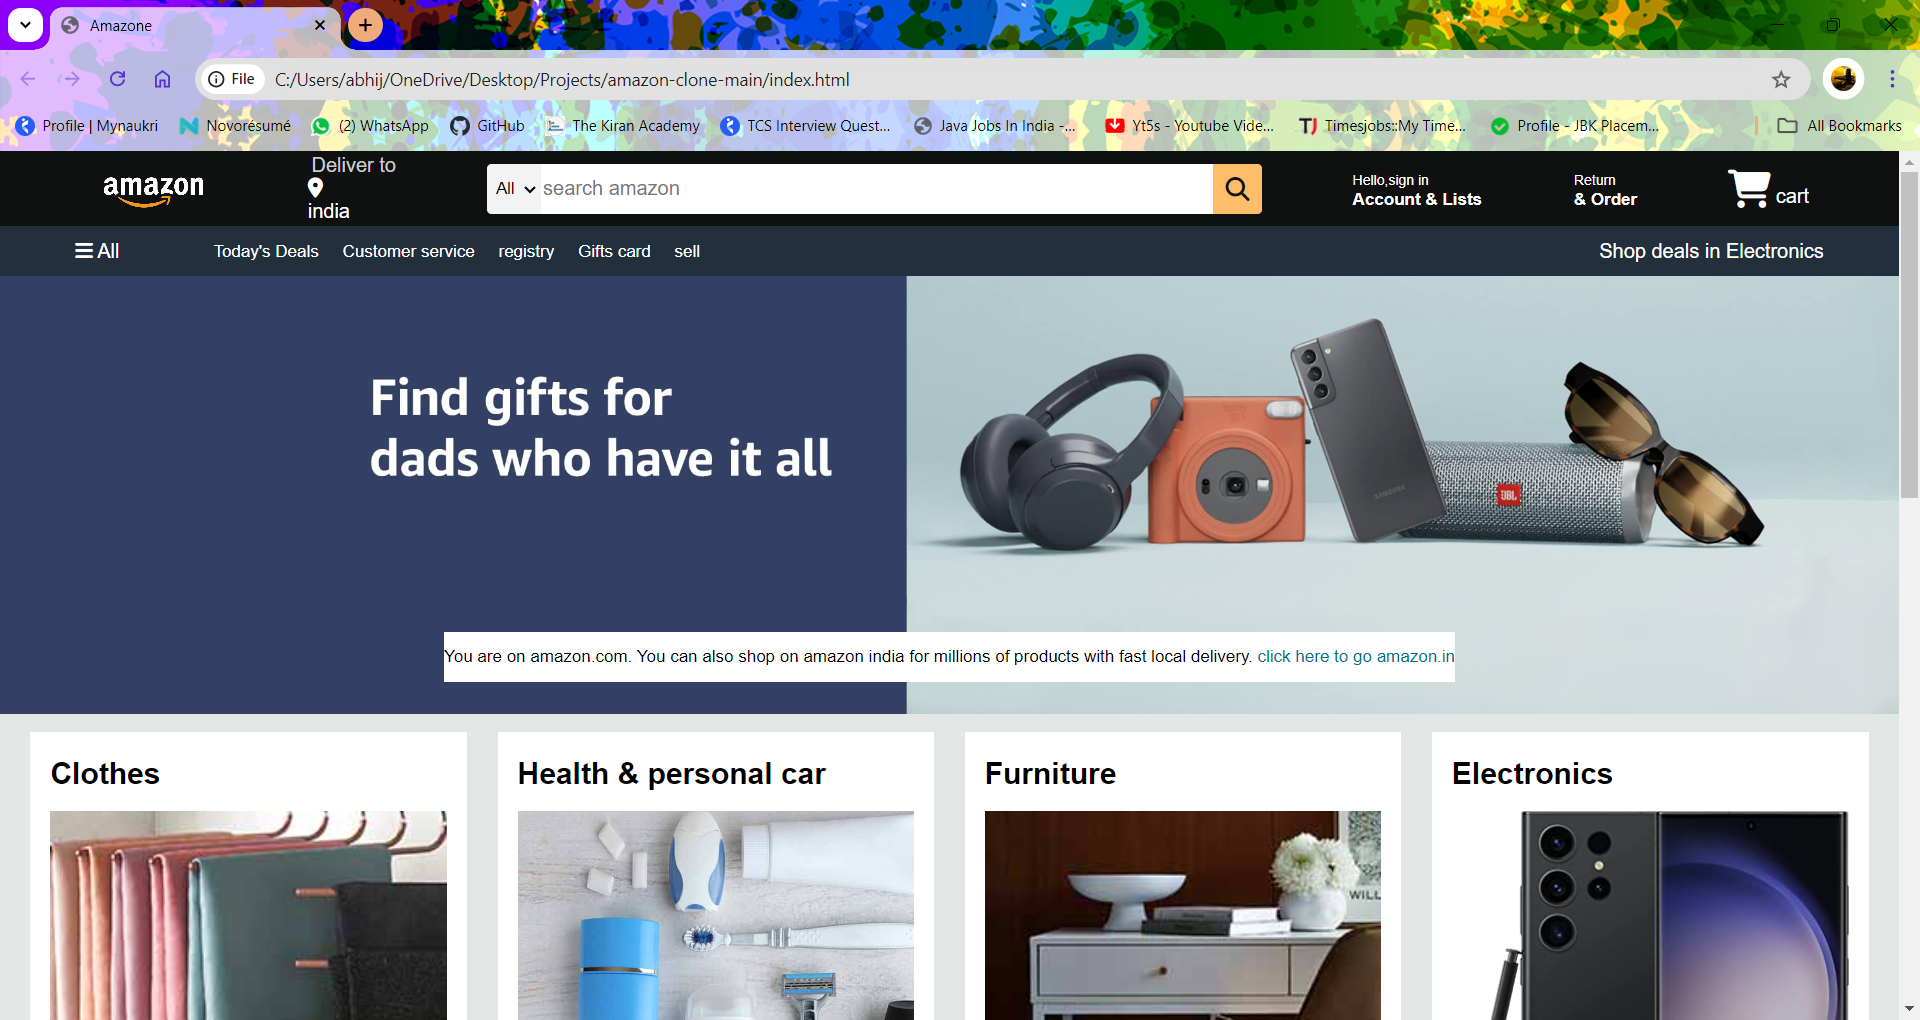 Amazone
File
C:/Users/abhij/OneDrive/Desktop/Projects/amazon-clone-main/index.html
Profile | Mynaukri
Novorésumé
(2) WhatsApp
GitHub
The Kiran Academy
TCS Interview Quest...
Java Jobs In India -...
Yt5s - Youtube Vide...
TJ
Timesjobs::My Time...
Profile - JBK Placem...
All Bookmarks
amazon
Deliver to
india
All
search amazon
Hello,sign in
Account & Lists
Return
& Order
cart
All
Today's Deals
Customer service
registry
Gifts card
sell
Shop deals in Electronics
Find gifts for
dads who have it all
SAMSUNG
JBL
You are on amazon.com. You can also shop on amazon india for millions of products with fast local delivery. click here to go amazon.in
Clothes
Health & personal car
Furniture
Electronics
WILL